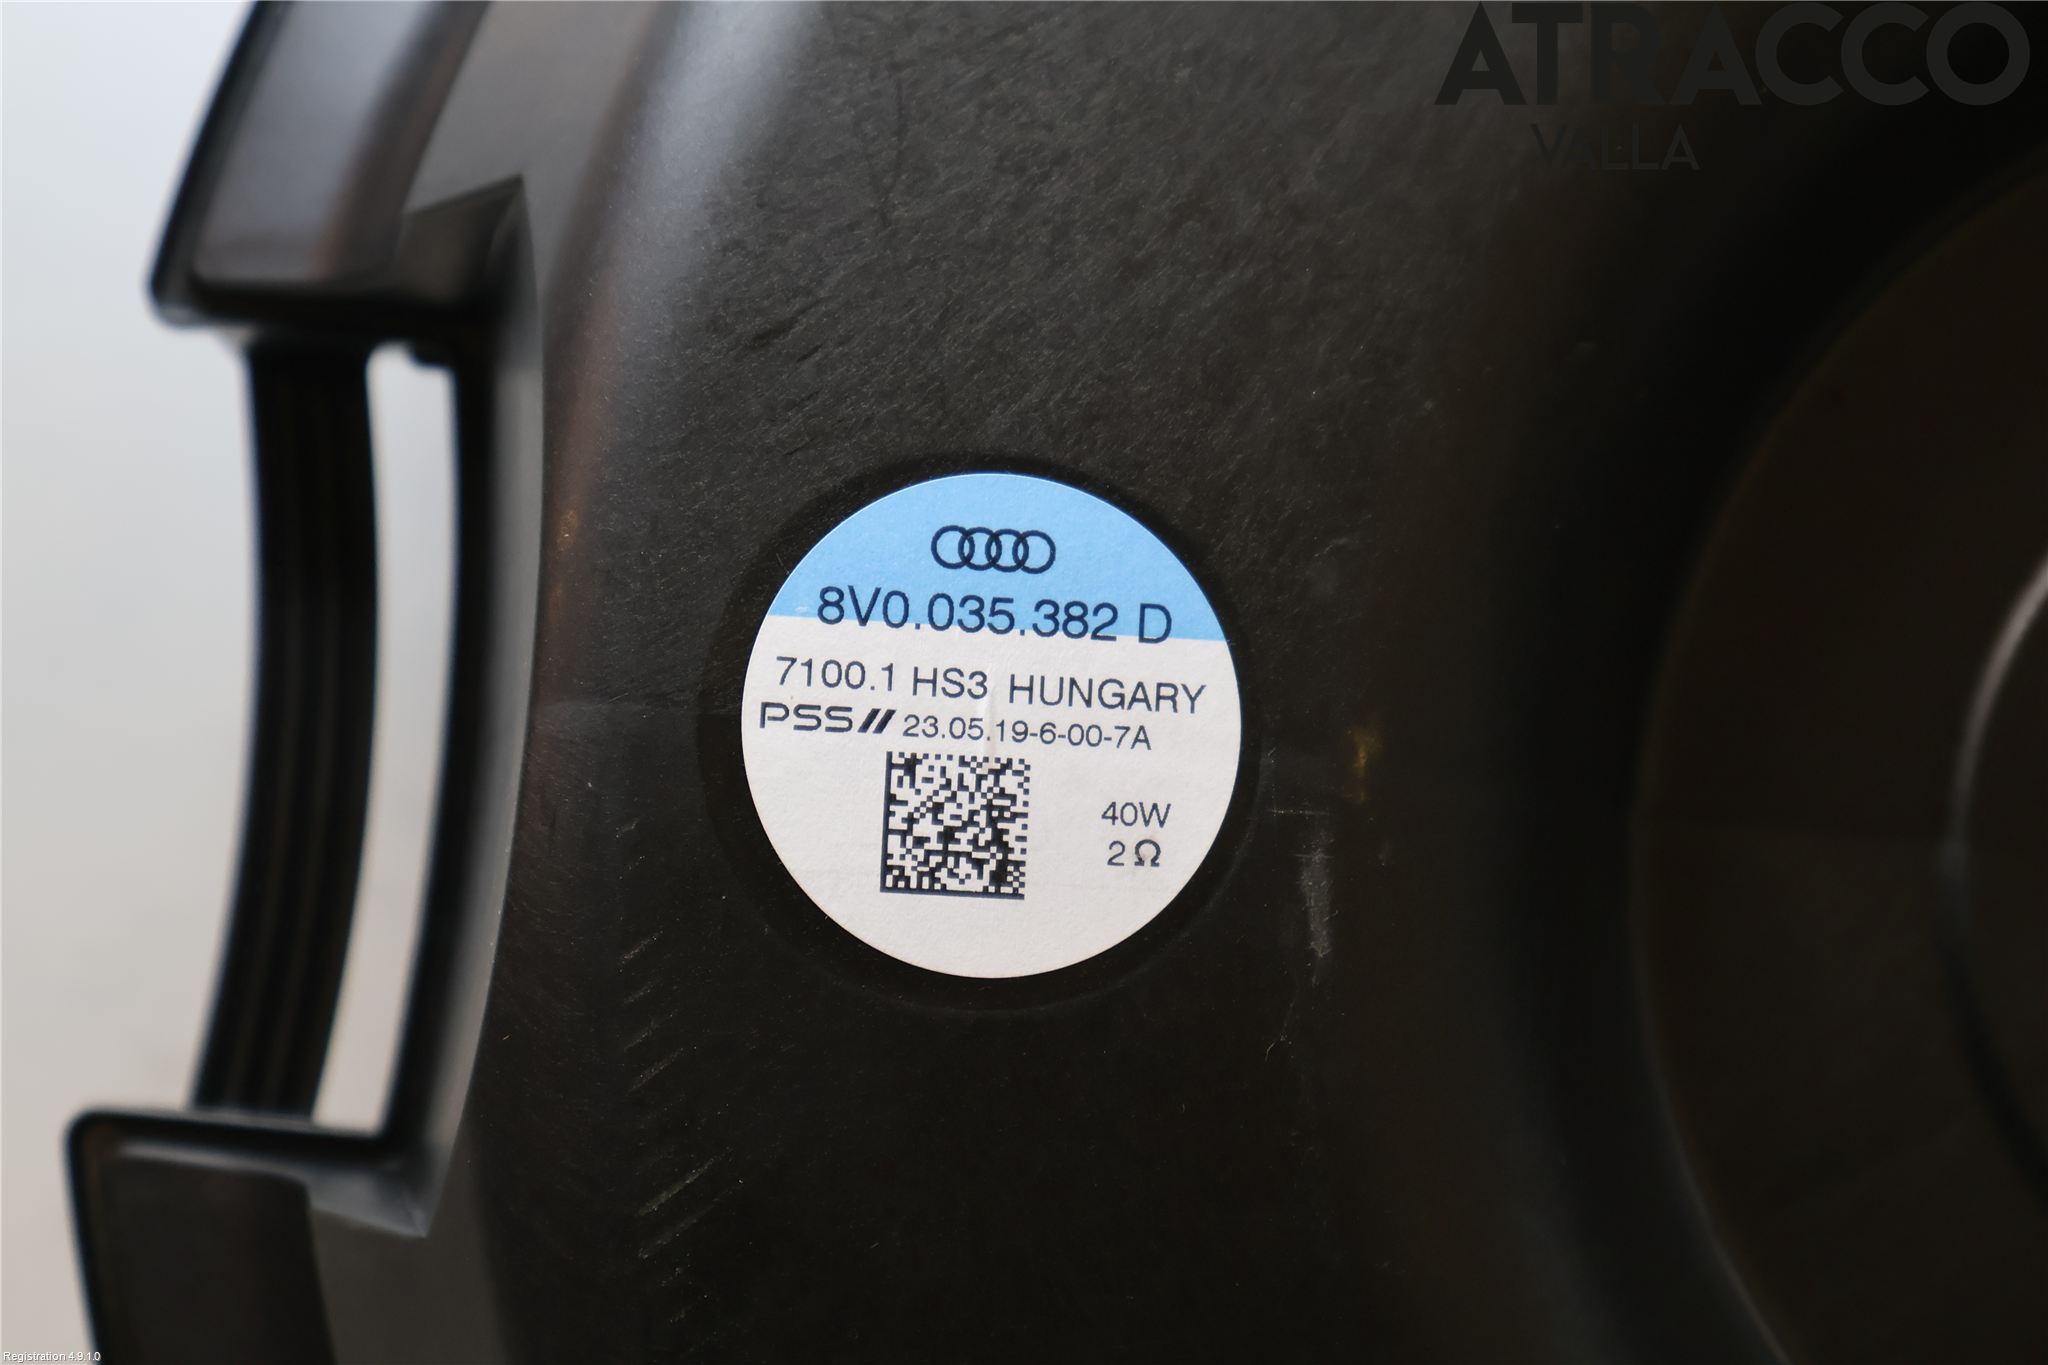 ATRACCO
VALLA
8V0.035.382 D
7100.1 HS3 HUNGARY
PSS// 23.05.19-6-00-7A
40W
2Ω
Registration 4.9.1.0